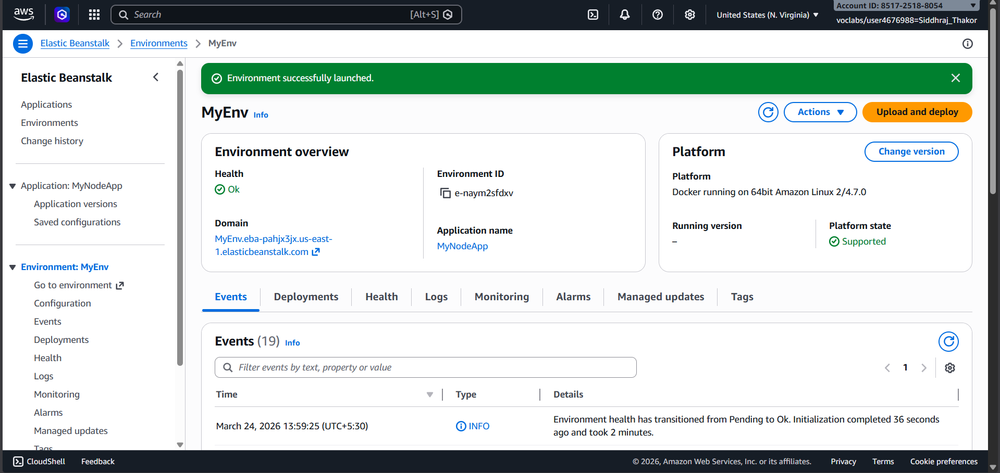 aws
Search
[Alt+S]
United States (N. Virginia)
Account ID: 8517-2518-8054
voclabs/user4676988=Siddhraj_Thakor
Elastic Beanstalk
Environments
MyEnv
Elastic Beanstalk
Applications
Environments
Change history
Application: MyNodeApp
Application versions
Saved configurations
Environment: MyEnv
Go to environment
Configuration
Events
Deployments
Health
Logs
Monitoring
Alarms
Managed updates
Tags
Environment successfully launched.
MyEnv Info
Actions
Upload and deploy
Environment overview
Health
Ok
Domain
MyEnv.eba-pahjx3jx.us-east-
1.elasticbeanstalk.com
Environment ID
e-naym2sfdxv
Application name
MyNodeApp
Platform
Change version
Platform
Docker running on 64bit Amazon Linux 2/4.7.0
Running version
–
Platform state
Supported
Events
Deployments
Health
Logs
Monitoring
Alarms
Managed updates
Tags
Events (19) Info
Filter events by text, property or value
1
Time
Type
Details
March 24, 2026 13:59:25 (UTC+5:30)
INFO
Environment health has transitioned from Pending to Ok. Initialization completed 36 seconds
ago and took 2 minutes.
CloudShell
Feedback
© 2026, Amazon Web Services, Inc. or its affiliates.
Privacy
Terms
Cookie preferences